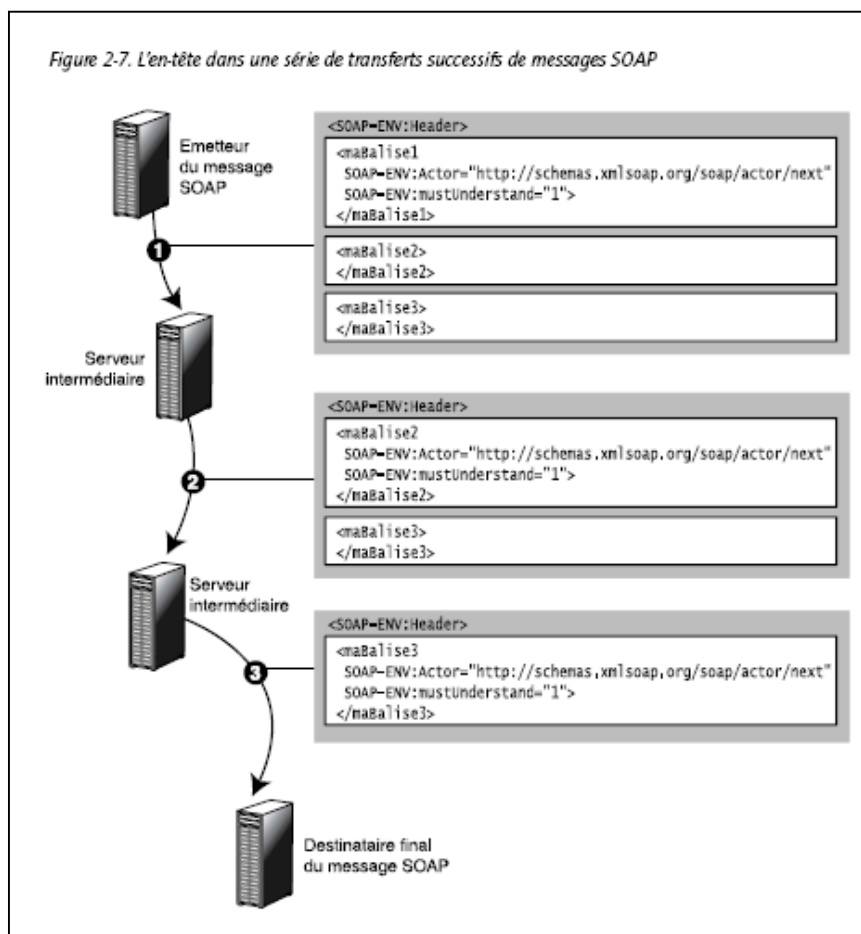 Figure 2-7. L'en-tête dans une série de transferts successifs de messages SOAP
Emetteur
du message
SOAP
1
<SOAP-ENV:Header>
<maBalise1
SOAP-ENV:Actor="http://schemas.xmlsoap.org/soap/actor/next"
SOAP-ENV:mustUnderstand="1">
</maBalise1>
<maBalise2>
</maBalise2>
<maBalise3>
</maBalise3>
Serveur
intermédiaire
2
<SOAP-ENV:Header>
<maBalise2
SOAP-ENV:Actor="http://schemas.xmlsoap.org/soap/actor/next"
SOAP-ENV:mustUnderstand="1">
</maBalise2>
<maBalise3>
</maBalise3>
Serveur
intermédiaire
3
<SOAP-ENV:Header>
<maBalise3
SOAP-ENV:Actor="http://schemas.xmlsoap.org/soap/actor/next"
SOAP-ENV:mustUnderstand="1">
</maBalise3>
Destinataire final
du message SOAP